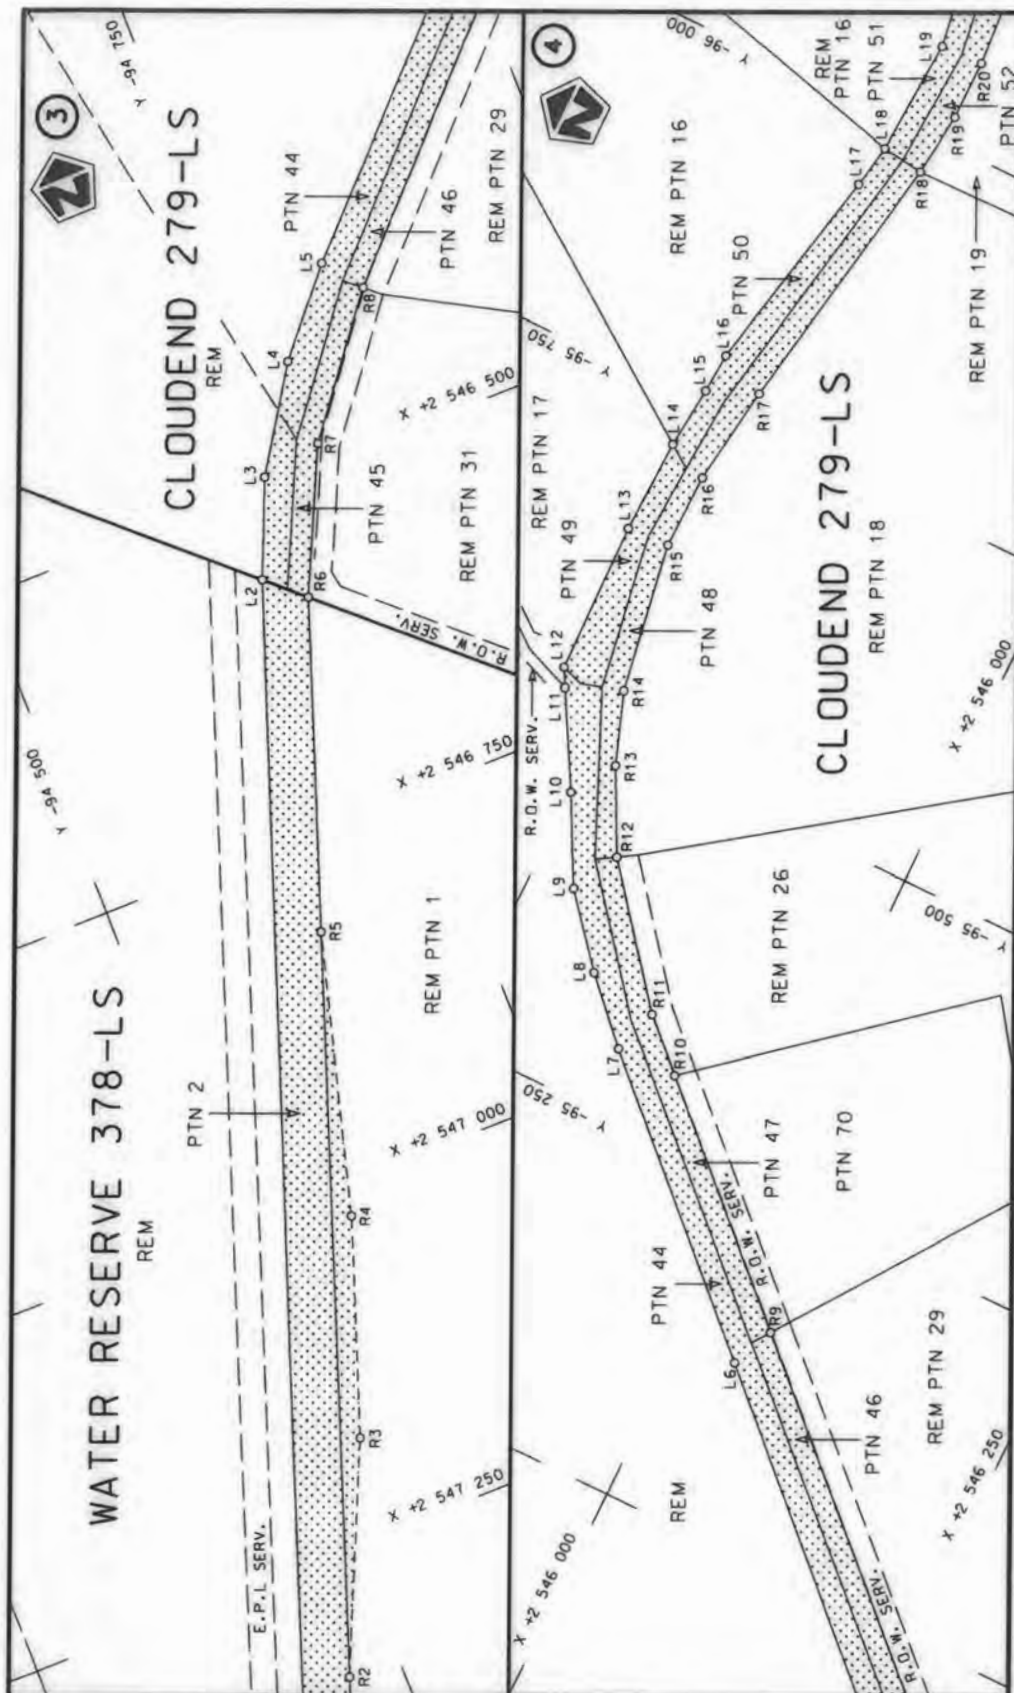 3
Y -94 750
CLOUDEND 279-LS
REM
PTN 44
PTN 46
REM PTN 29
L5
R8
L4
R7
L3
PTN 45
REM PTN 31
X +2 546 500
L2
R6
R.O.W. SERV.
Y -94 500
X +2 546 750
R5
REM PTN 1
WATER RESERVE 378-LS
REM
PTN 2
X +2 547 000
R4
R3
X +2 547 250
E.P.L SERV.
R2
4
Y -96 000
REM
PTN 16
PTN 51
L19
R20
PTN 52
L18
R19
L17
R18
REM PTN 16
PTN 50
REM PTN 19
L16
L15
R17
Y -95 750
REM PTN 17
L14
R16
CLOUDEND 279-LS
REM PTN 18
L13
R15
PTN 49
PTN 48
L12
L11
R14
R.O.W. SERV.
X +2 546 000
L10
R13
R12
L9
REM PTN 26
Y -95 500
L8
R11
L7
R10
Y -95 250
PTN 47
PTN 70
R.O.W. SERV.
PTN 44
L6
R9
PTN 46
REM PTN 29
REM
X +2 546 250
X +2 546 000
R.O.W. SERV.